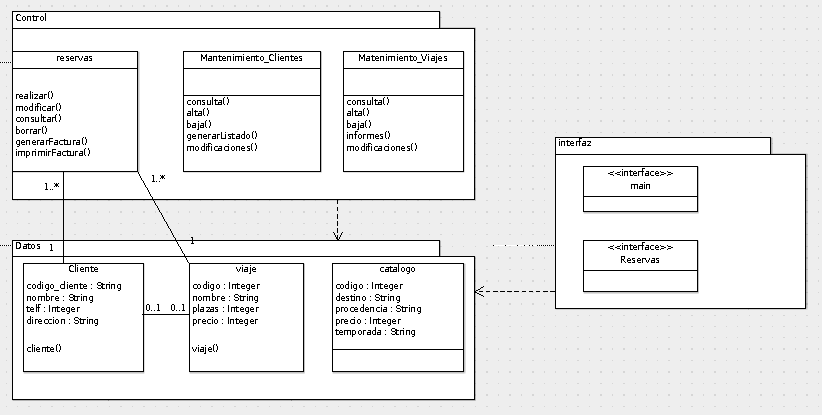 Control
reservas
realizar()
modificar()
consultar()
borrar()
generarFactura()
imprimirFactura()
Mantenimiento_Clientes
consulta()
alta()
baja()
generarListado()
modificaciones()
Matenimiento_Viajes
consulta()
alta()
baja()
informes()
modificaciones()
1..*
1..*
1
1
Datos
Cliente
codigo_cliente : String
nombre : String
telf : Integer
direccion : String
cliente()
0..1
0..1
viaje
codigo : Integer
nombre : String
plazas : Integer
precio : Integer
viaje()
catalogo
codigo : Integer
destino : String
procedencia : String
precio : Integer
temporada : String
interfaz
<<interface>>
main
<<interface>>
Reservas